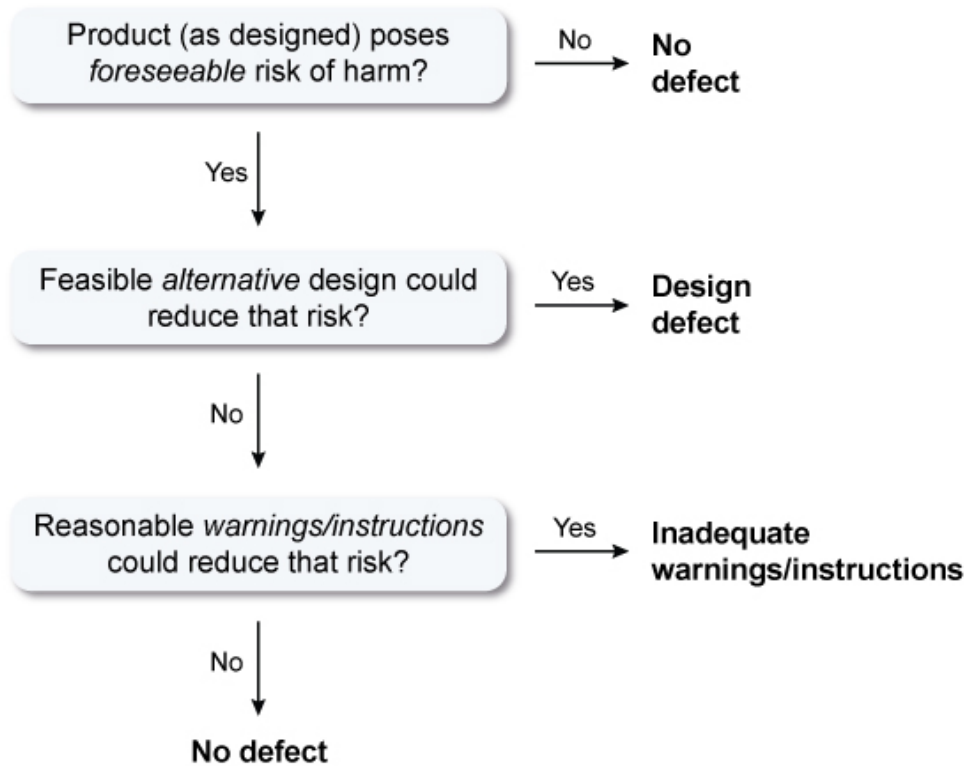 Product (as designed) poses
foreseeable risk of harm?
No
No
defect
Yes
Feasible alternative design could
reduce that risk?
Yes
Design
defect
No
Reasonable warnings/instructions
could reduce that risk?
Yes
Inadequate
warnings/instructions
No
No defect